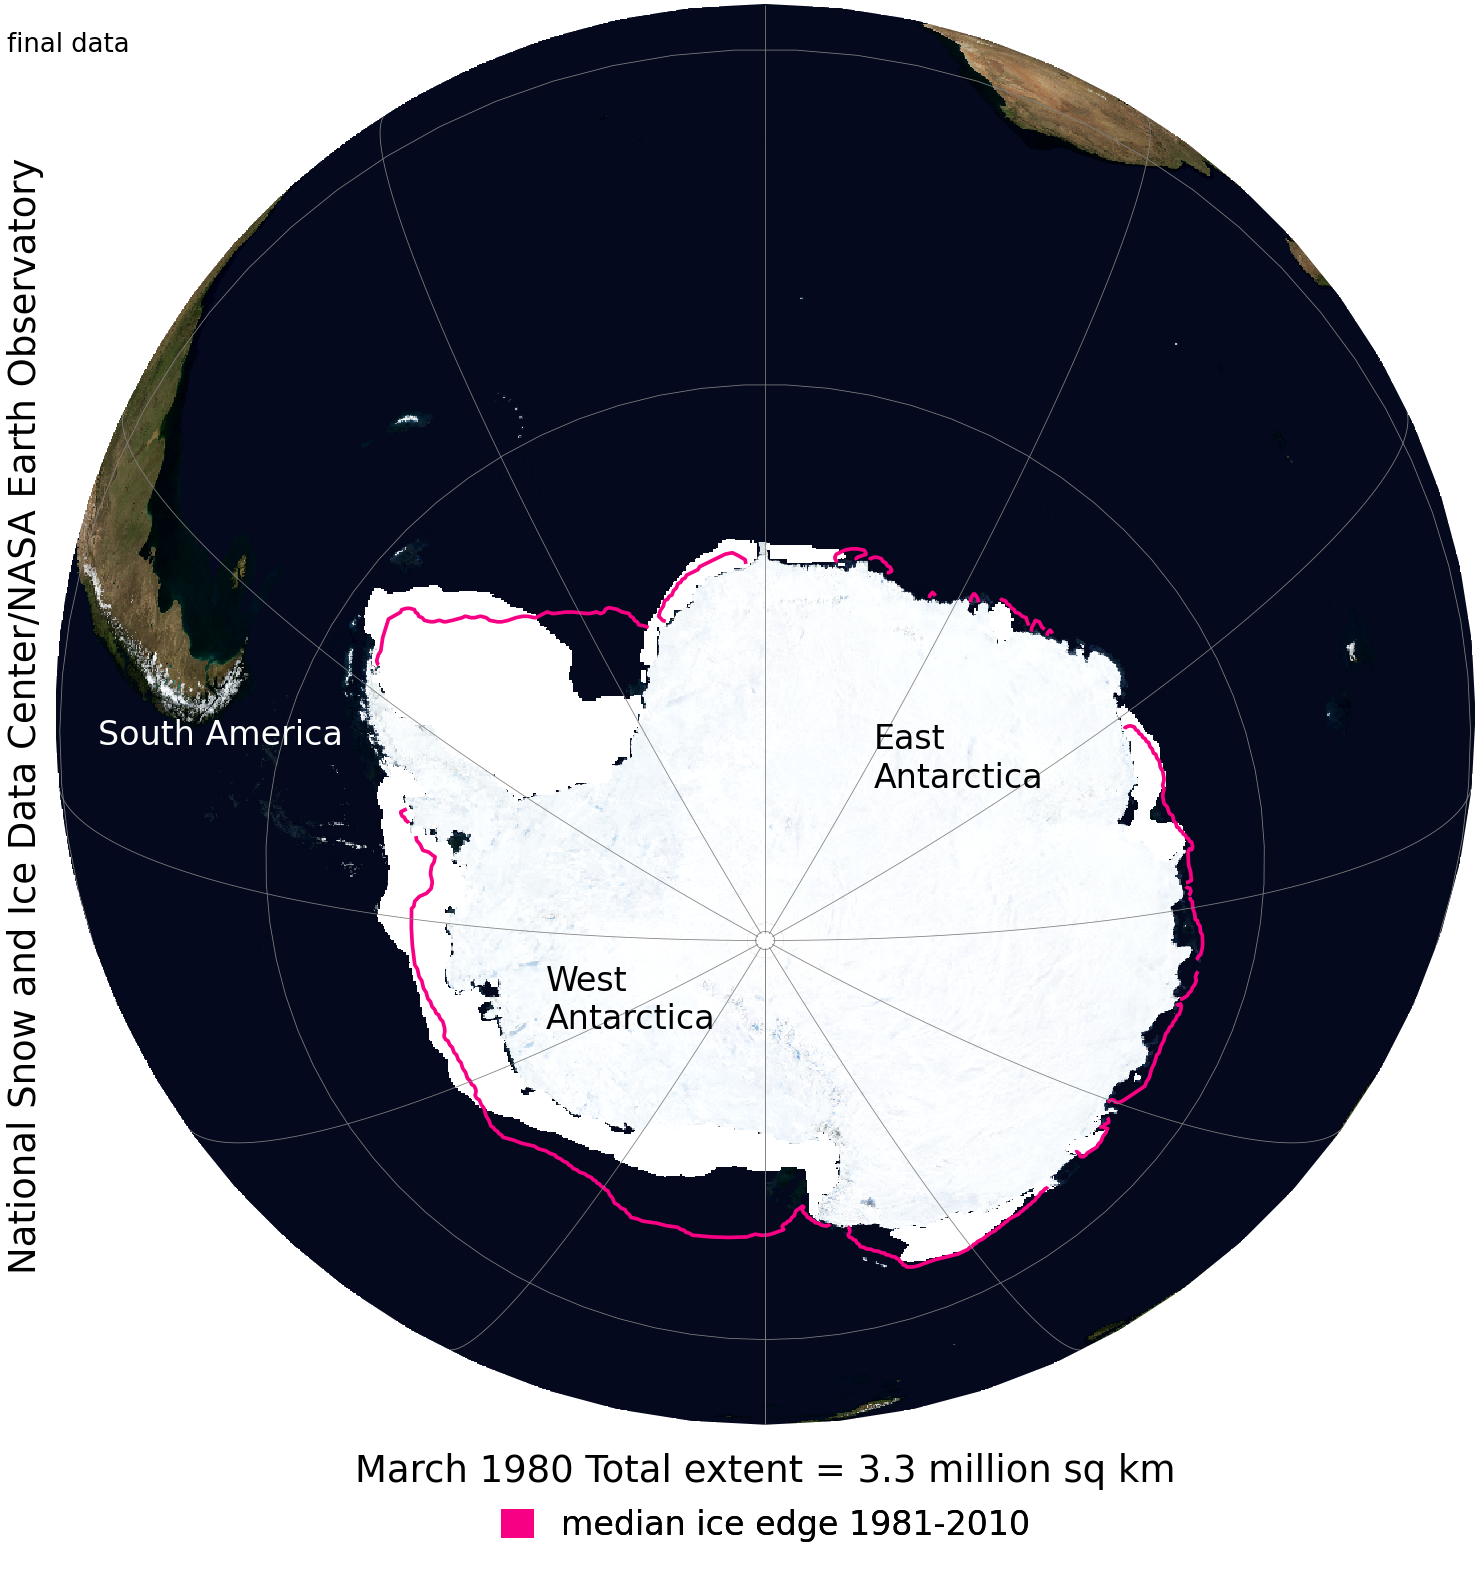 final data
National Snow and Ice Data Center/NASA Earth Observatory
South America
East
Antarctica
West
Antarctica
March 1980 Total extent = 3.3 million sq km
median ice edge 1981-2010